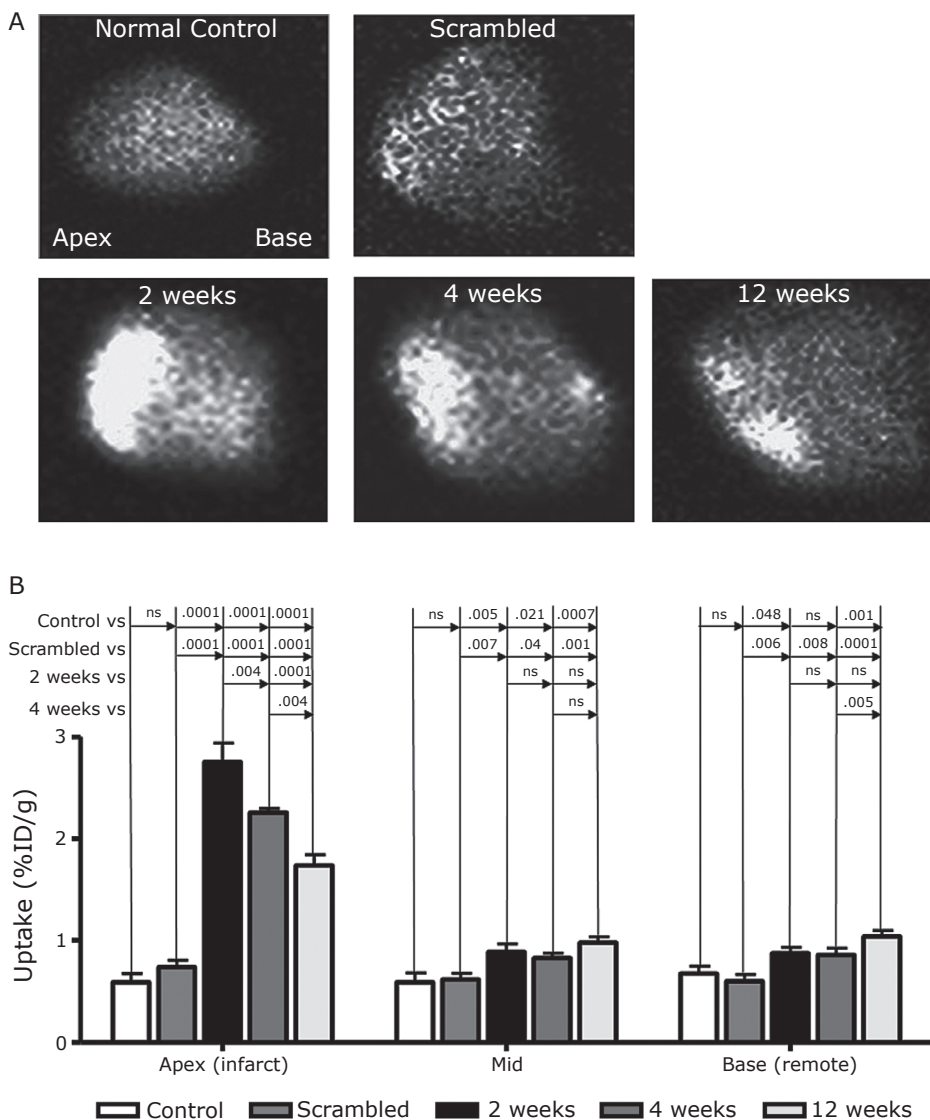 A
Normal Control
Scrambled
Apex
Base
2 weeks
4 weeks
12 weeks
B
Control vs ns .0001 .0001 .0001 ns .005 .021 .0007 ns .048 ns .001
Scrambled vs .0001 .0001 .0001 .007 .04 .001 .006 .008 .0001
2 weeks vs .004 .0001 ns ns ns ns
4 weeks vs .004 ns .005
Uptake (%ID/g)
3
2
1
0
Apex (infarct) Mid Base (remote)
Control Scrambled 2 weeks 4 weeks 12 weeks